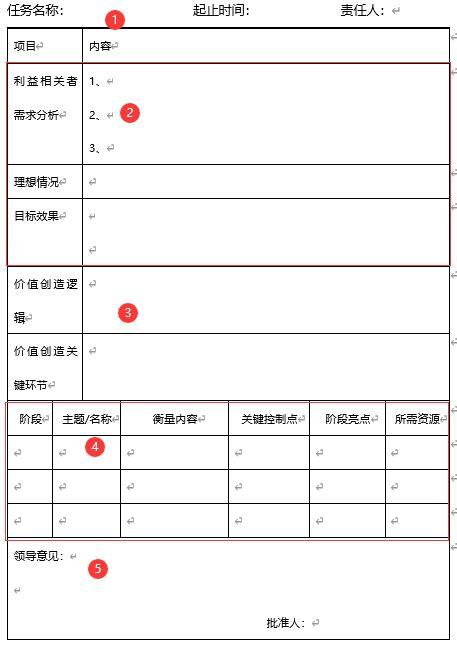 任务名称： 起止时间： 责任人：
1
项目 内容
利益相关者 1、
需求分析 2、 2
3、
理想情况
目标效果
价值创造逻
辑 3
价值创造关
键环节
阶段 主题/名称 衡量内容 关键控制点 阶段亮点 所需资源
4
领导意见：
5
批准人：